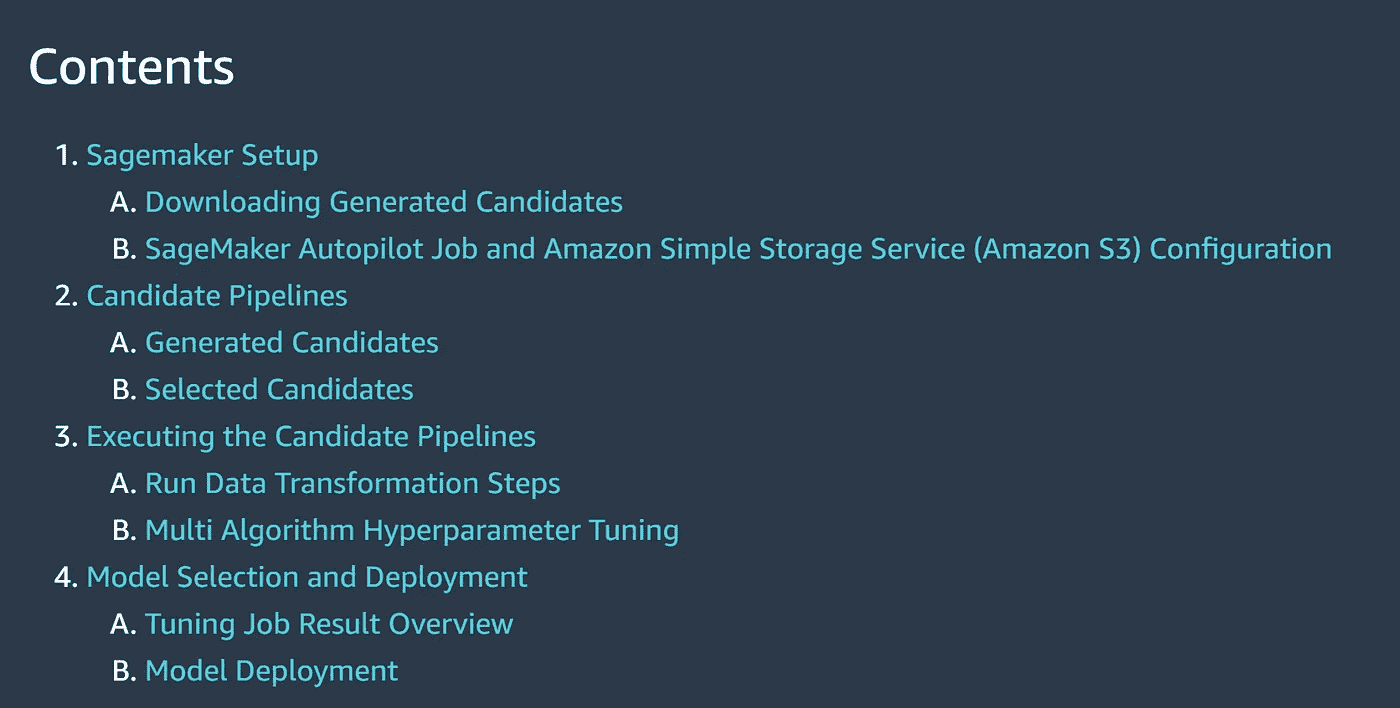 Contents
1. Sagemaker Setup
A. Downloading Generated Candidates
B. SageMaker Autopilot Job and Amazon Simple Storage Service (Amazon S3) Configuration
2. Candidate Pipelines
A. Generated Candidates
B. Selected Candidates
3. Executing the Candidate Pipelines
A. Run Data Transformation Steps
B. Multi Algorithm Hyperparameter Tuning
4. Model Selection and Deployment
A. Tuning Job Result Overview
B. Model Deployment